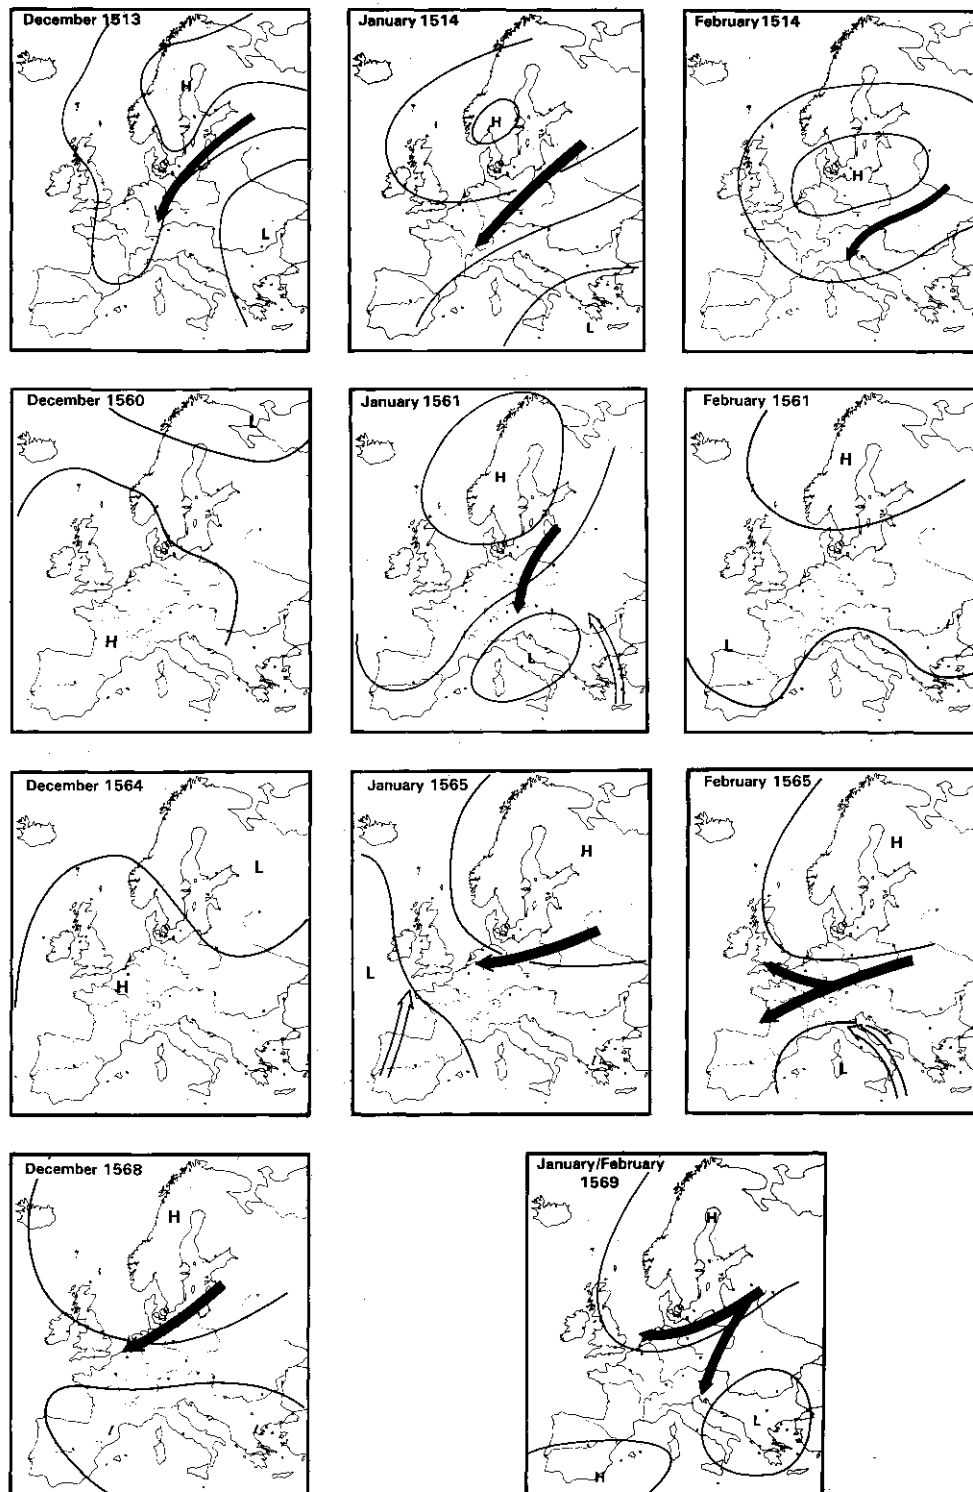 December 1513
H
L
January 1514
H
L
February 1514
H
December 1560
L
H
January 1561
H
L
February 1561
H
L
December 1564
L
H
January 1565
H
L
February 1565
H
L
December 1568
H
January/February
1569
H
L
H